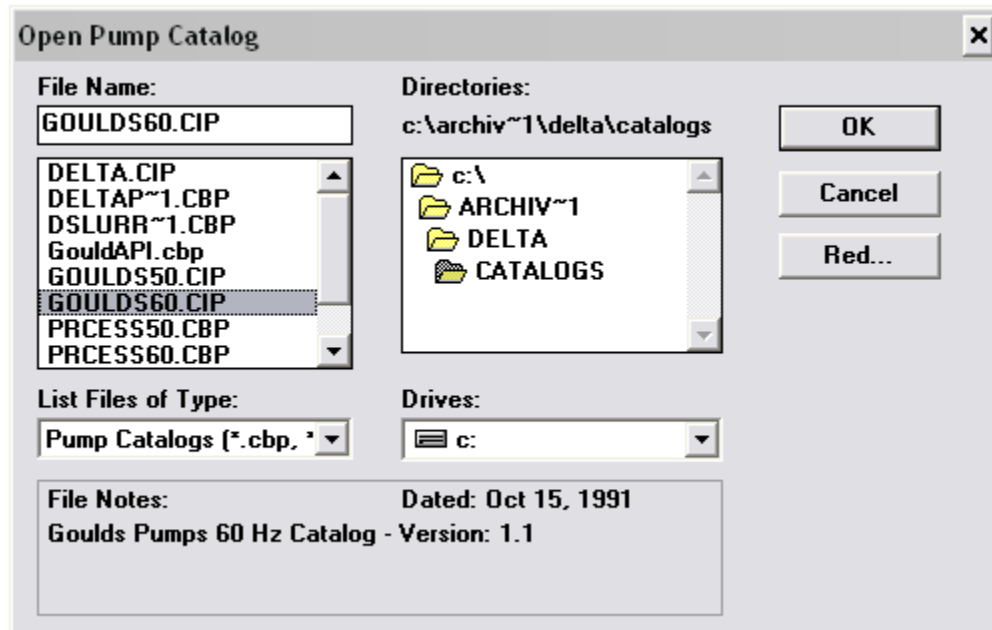 Open Pump Catalog
File Name:
GOULDS60.CIP
DELTA.CIP
DELTAP~1.CBP
DSLURR~1.CBP
GouldAPI.cbp
GOULDS50.CIP
GOULDS60.CIP
PRCESS50.CBP
PRCESS60.CBP
List Files of Type:
Pump Catalogs (*.cbp, *
Directories:
c:\archiv~1\delta\catalogs
c:\
ARCHIV~1
DELTA
CATALOGS
Drives:
c:
OK
Cancel
Red...
File Notes:
Dated: Oct 15, 1991
Goulds Pumps 60 Hz Catalog - Version: 1.1